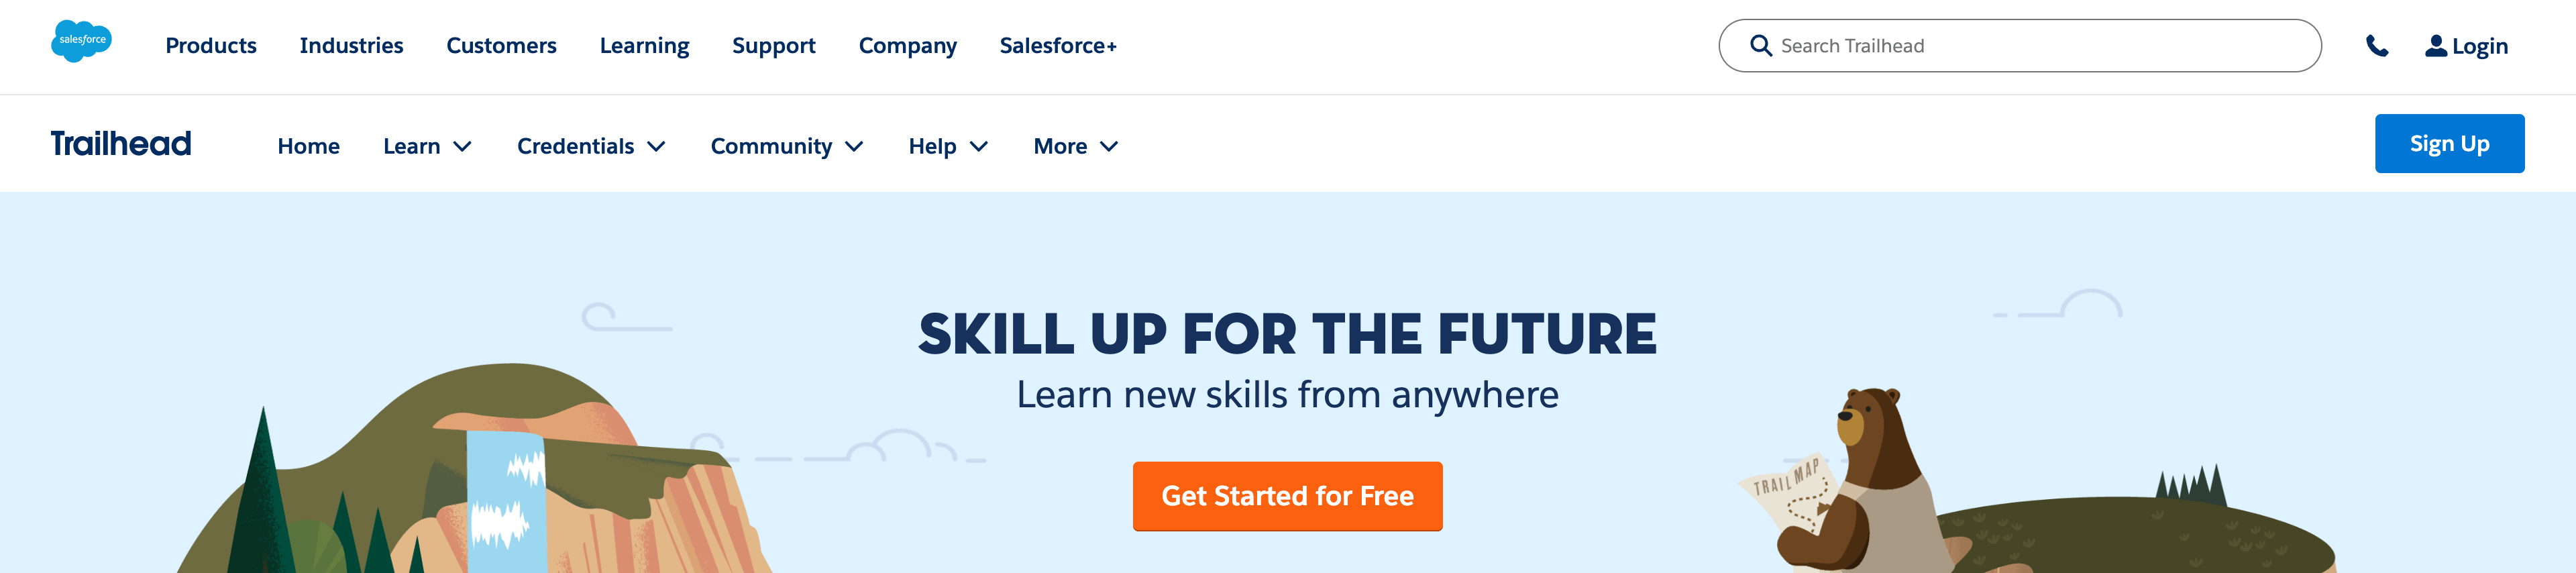 salesforce
Products Industries Customers Learning Support Company Salesforce+
Search Trailhead
Login
Trailhead
Home Learn Credentials Community Help More
Sign Up
SKILL UP FOR THE FUTURE
Learn new skills from anywhere
Get Started for Free
TRAIL MAP